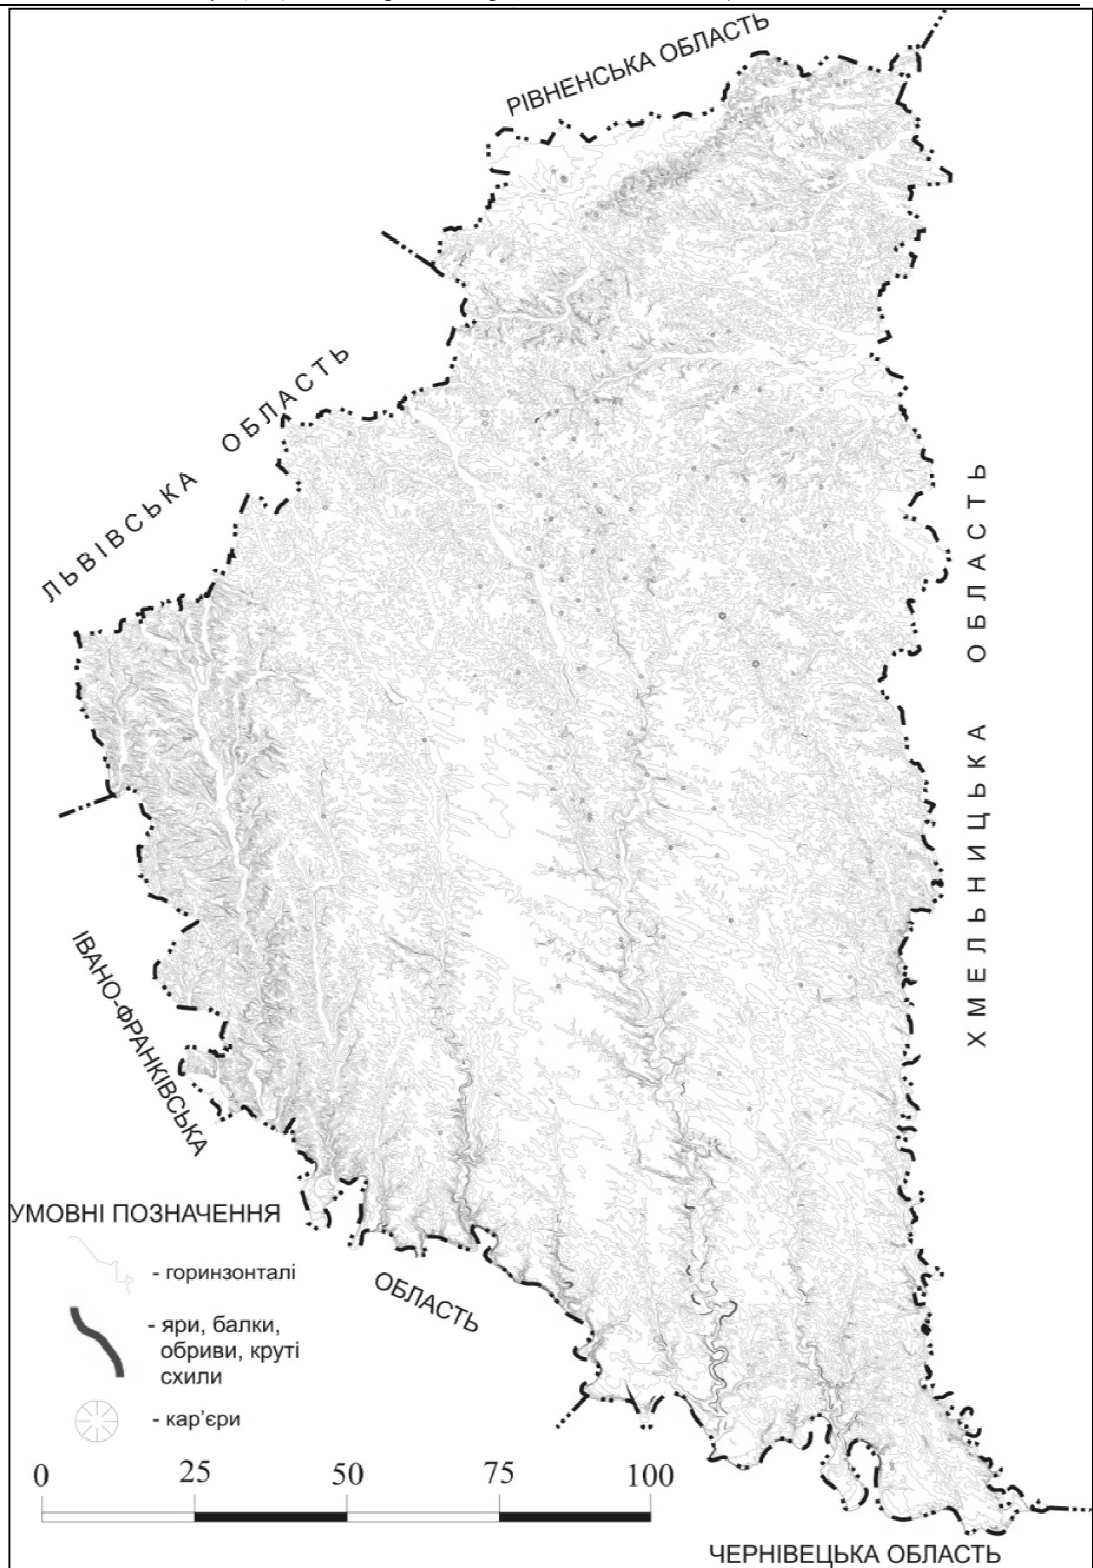 РІВНЕНСЬКА ОБЛАСТЬ
ЛЬВІВСЬКА ОБЛАСТЬ
ХМЕЛЬНИЦЬКА ОБЛАСТЬ
ІВАНО-ФРАНКІВСЬКА
ОБЛАСТЬ
УМОВНІ ПОЗНАЧЕННЯ
- горинзонталі
- яри, балки,
обриви, круті
схили
- кар'єри
0 25 50 75 100
ЧЕРНІВЕЦЬКА ОБЛАСТЬ